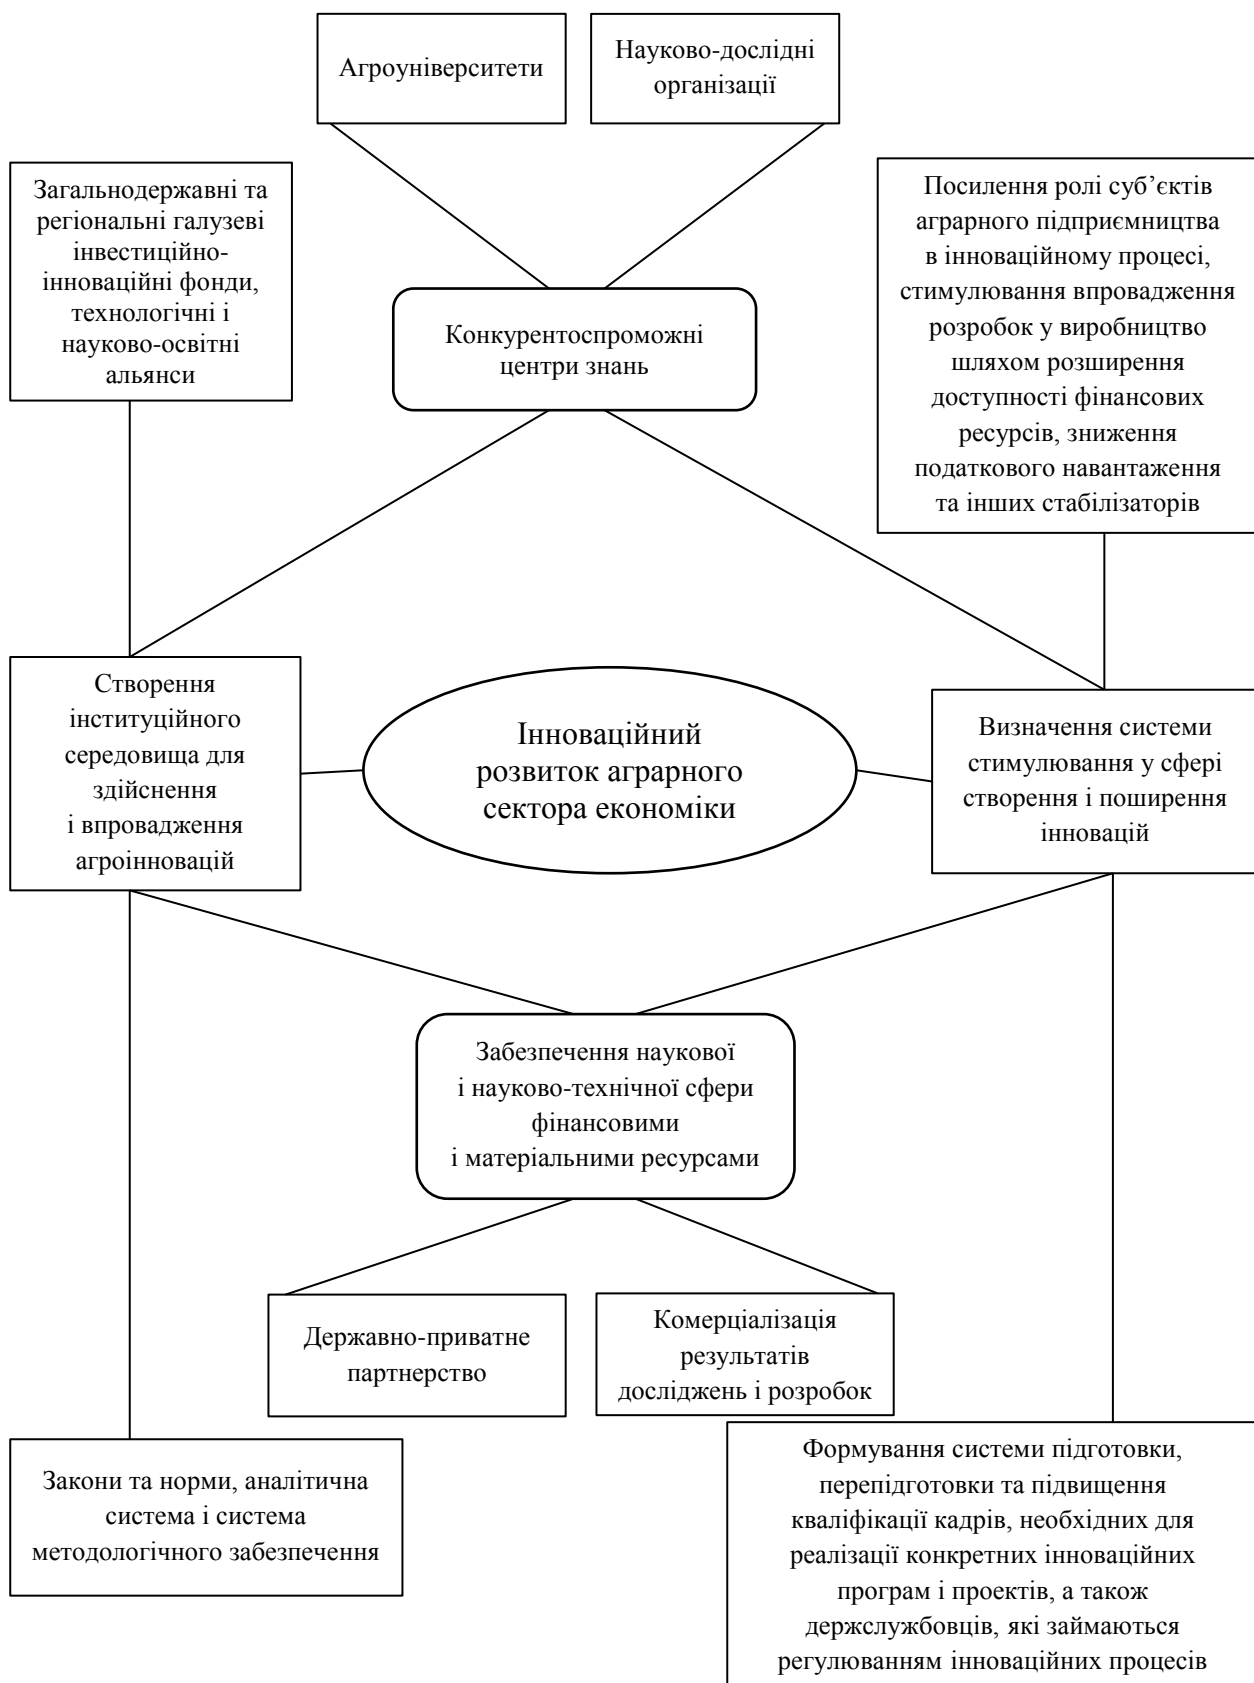 Агроуніверситети
Науково-дослідні
організації
Загальнодержавні та
регіональні галузеві
інвестиційно-
інноваційні фонди,
технологічні і
науково-освітні
альянси
Конкурентоспроможні
центри знань
Посилення ролі суб’єктів
аграрного підприємництва
в інноваційному процесі,
стимулювання впровадження
розробок у виробництво
шляхом розширення
доступності фінансових
ресурсів, зниження
податкового навантаження
та інших стабілізаторів
Створення
інституційного
середовища для
здійснення
і впровадження
агроінновацій
Інноваційний
розвиток аграрного
сектора економіки
Визначення системи
стимулювання у сфері
створення і поширення
інновацій
Забезпечення наукової
і науково-технічної сфери
фінансовими
і матеріальними ресурсами
Державно-приватне
партнерство
Комерціалізація
результатів
досліджень і розробок
Закони та норми, аналітична
система і система
методологічного забезпечення
Формування системи підготовки,
перепідготовки та підвищення
кваліфікації кадрів, необхідних для
реалізації конкретних інноваційних
програм і проектів, а також
держслужбовців, які займаються
регулюванням інноваційних процесів